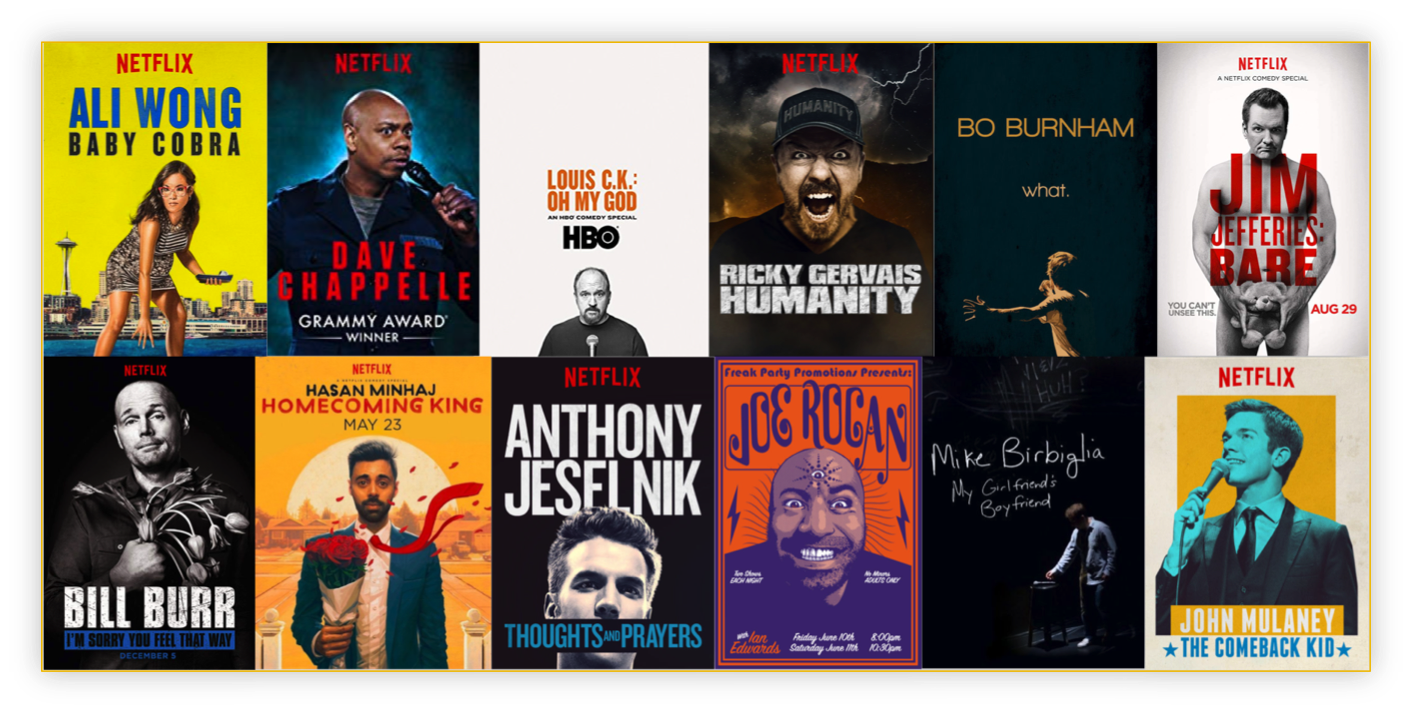 NETFLIX
ALI WONG
BABY COBRA
NETFLIX
DAVE
CHAPPELLE
GRAMMY AWARD®
WINNER
LOUIS C.K.:
OH MY GOD
AN HBO COMEDY SPECIAL
HBO
NETFLIX
HUMANITY
RICKY GERVAIS
HUMANITY
BO BURNHAM
what.
NETFLIX
A NETFLIX COMEDY SPECIAL
JIM
JEFFERIES:
BARE
YOU CAN'T
UNSEE THIS.
AUG 29
NETFLIX
BILL BURR
I'M SORRY YOU FEEL THAT WAY
DECEMBER 5
NETFLIX
A NETFLIX COMEDY SPECIAL
HASAN MINHAJ
HOMECOMING KING
MAY 23
NETFLIX
ANTHONY
JESELNIK
THOUGHTS AND PRAYERS
Freak Party Promotions Presents:
JOE ROGAN
Two Shows
EACH NIGHT
No Minors
ADULTS ONLY
with Ian
Edwards
Friday June 10th 8:00pm
Saturday June 11th 10:30pm
HUH?
Mike Birbiglia
My Girlfriend's
Boyfriend
NETFLIX
JOHN MULANEY
★THE COMEBACK KID★